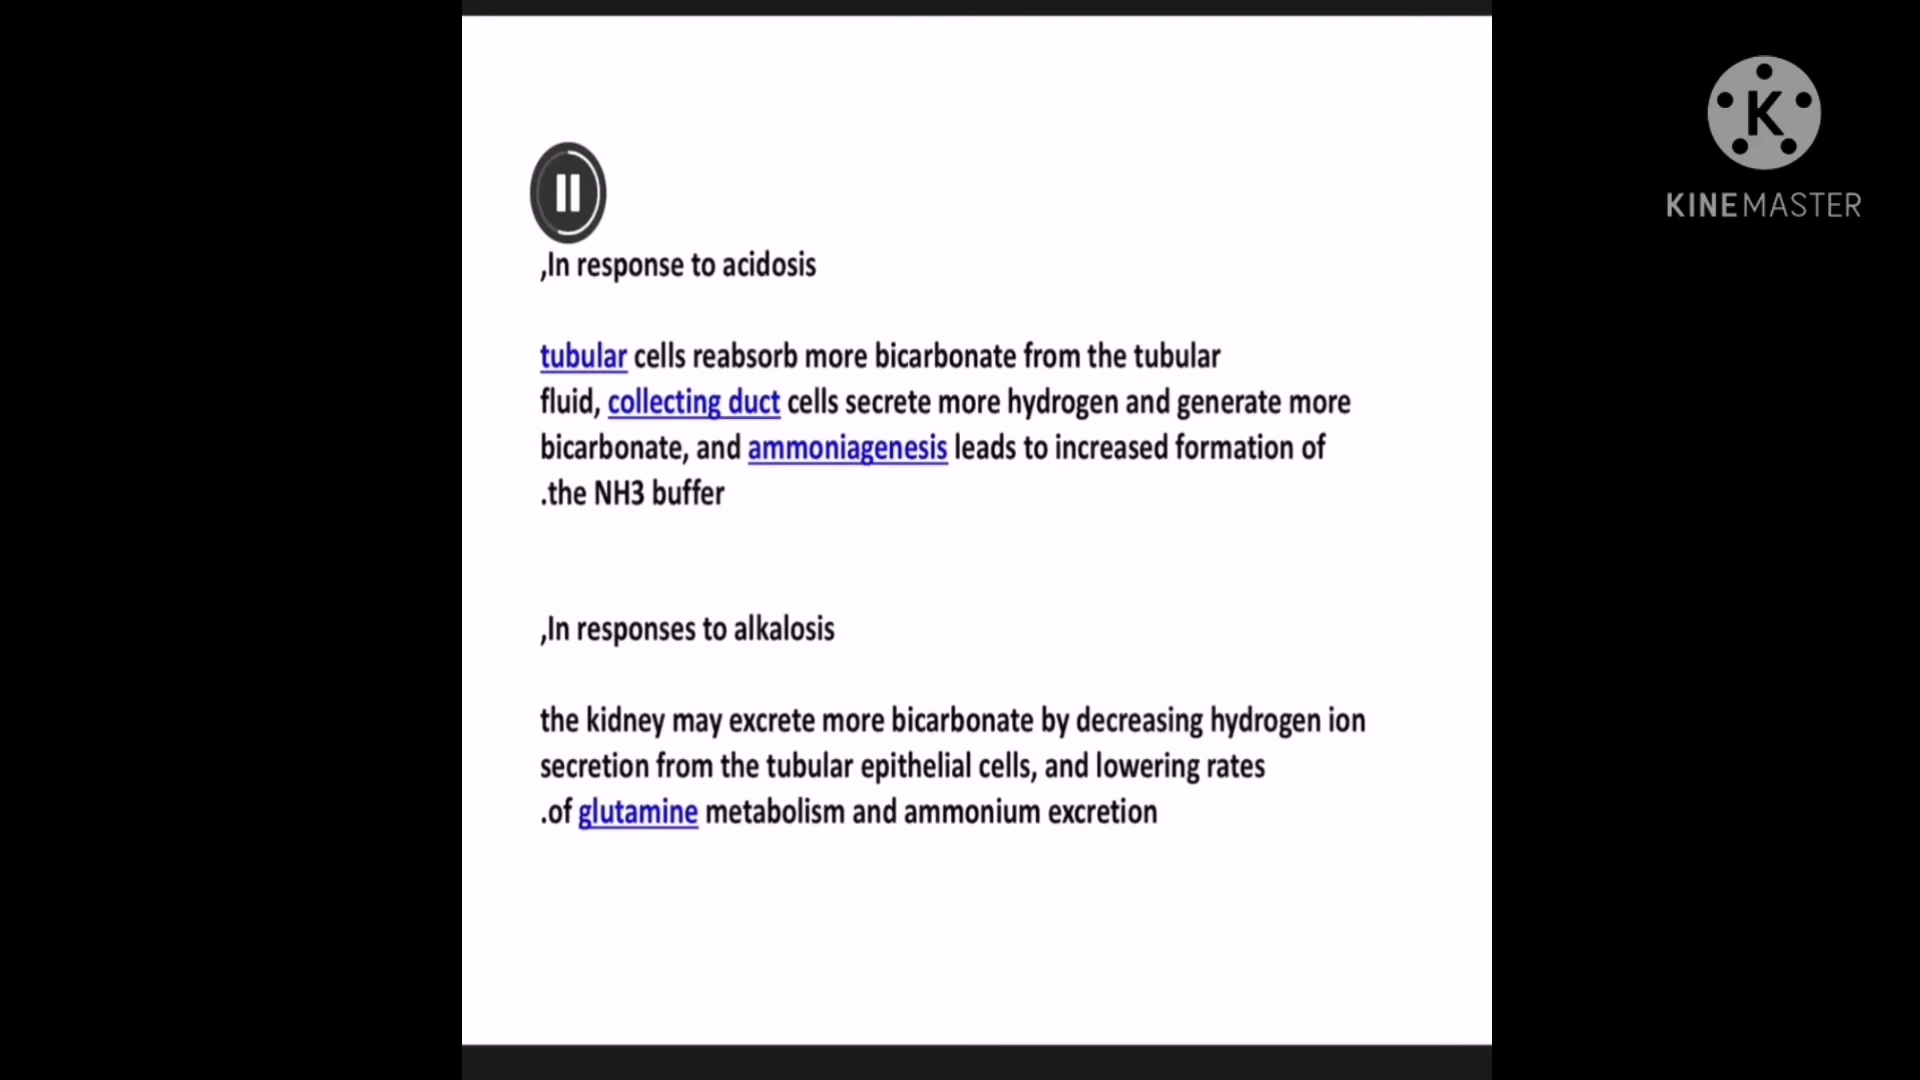 K
KINEMASTER
,In response to acidosis
tubular cells reabsorb more bicarbonate from the tubular
fluid, collecting duct cells secrete more hydrogen and generate more
bicarbonate, and ammoniagenesis leads to increased formation of
.the NH3 buffer
,In responses to alkalosis
the kidney may excrete more bicarbonate by decreasing hydrogen ion
secretion from the tubular epithelial cells, and lowering rates
.of glutamine metabolism and ammonium excretion